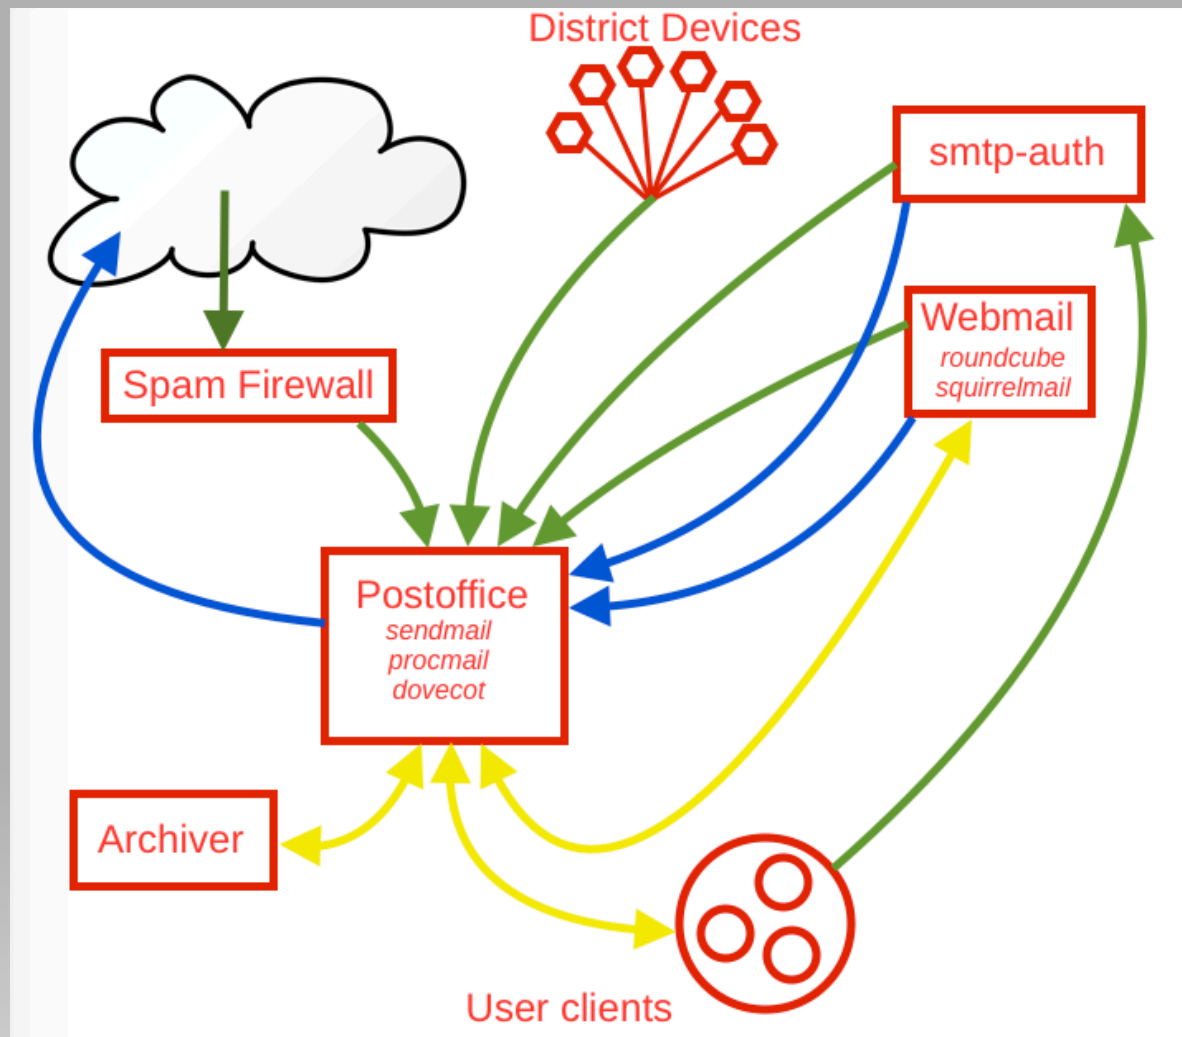 District Devices
smtp-auth
Webmail
roundcube
squirrelmail
Spam Firewall
Postoffice
sendmail
procmail
dovecot
Archiver
User clients